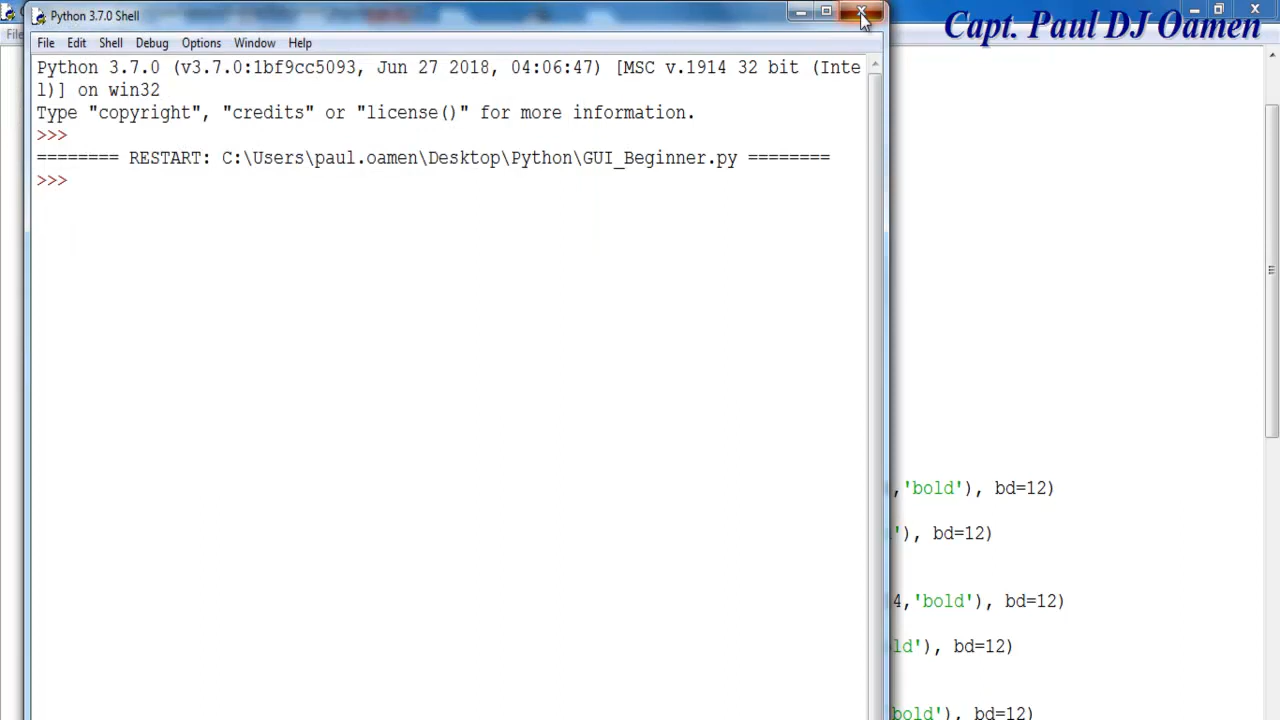 Python 3.7.0 Shell
Capt. Paul DJ Oamen
File Edit Shell Debug Options Window Help
Python 3.7.0 (v3.7.0:1bf9cc5093, Jun 27 2018, 04:06:47) [MSC v.1914 32 bit (Inte
l)] on win32
Type "copyright", "credits" or "license()" for more information.
>>>
======== RESTART: C:\Users\paul.oamen\Desktop\Python\GUI_Beginner.py ========
>>>
,'bold'), bd=12)
'), bd=12)
4,'bold'), bd=12)
ld'), bd=12)
bold'), bd=12)